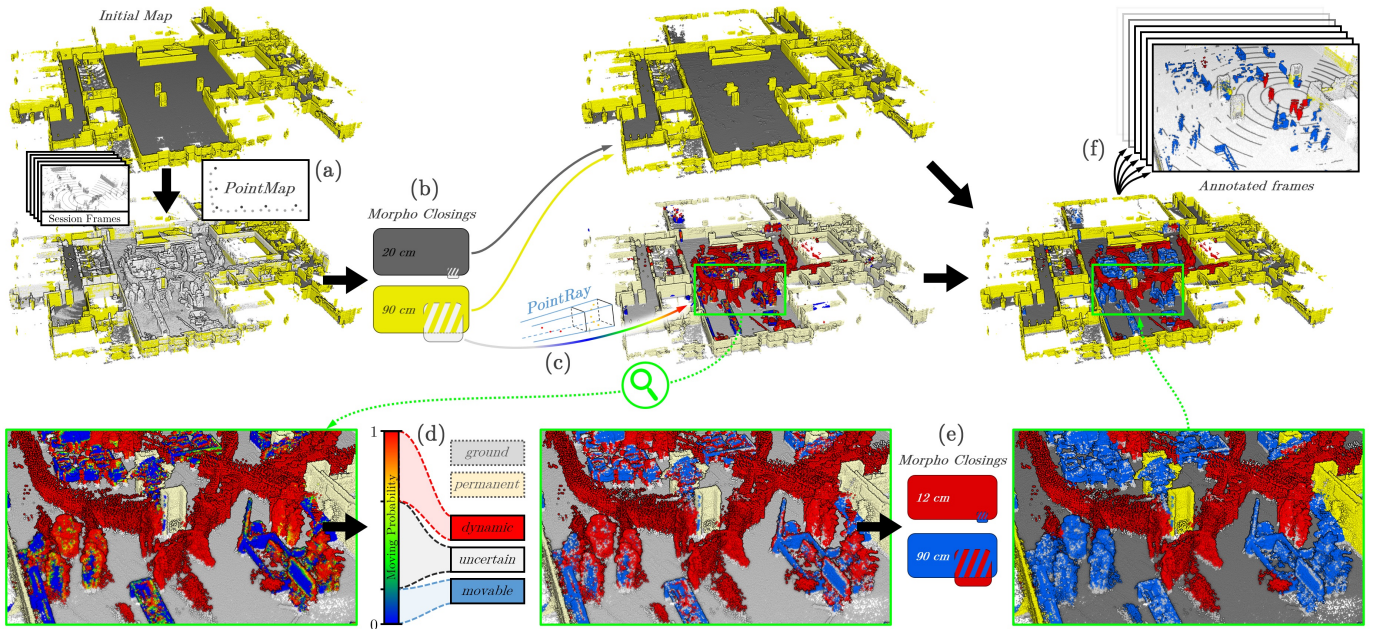 Initial Map
(a)
PointMap
Session Frames
(b)
Morpho Closings
20 cm
90 cm
PointRay
(c)
(f)
Annotated frames
1
Moving Probability
0
(d)
ground
permanent
dynamic
uncertain
movable
(e)
Morpho Closings
12 cm
90 cm